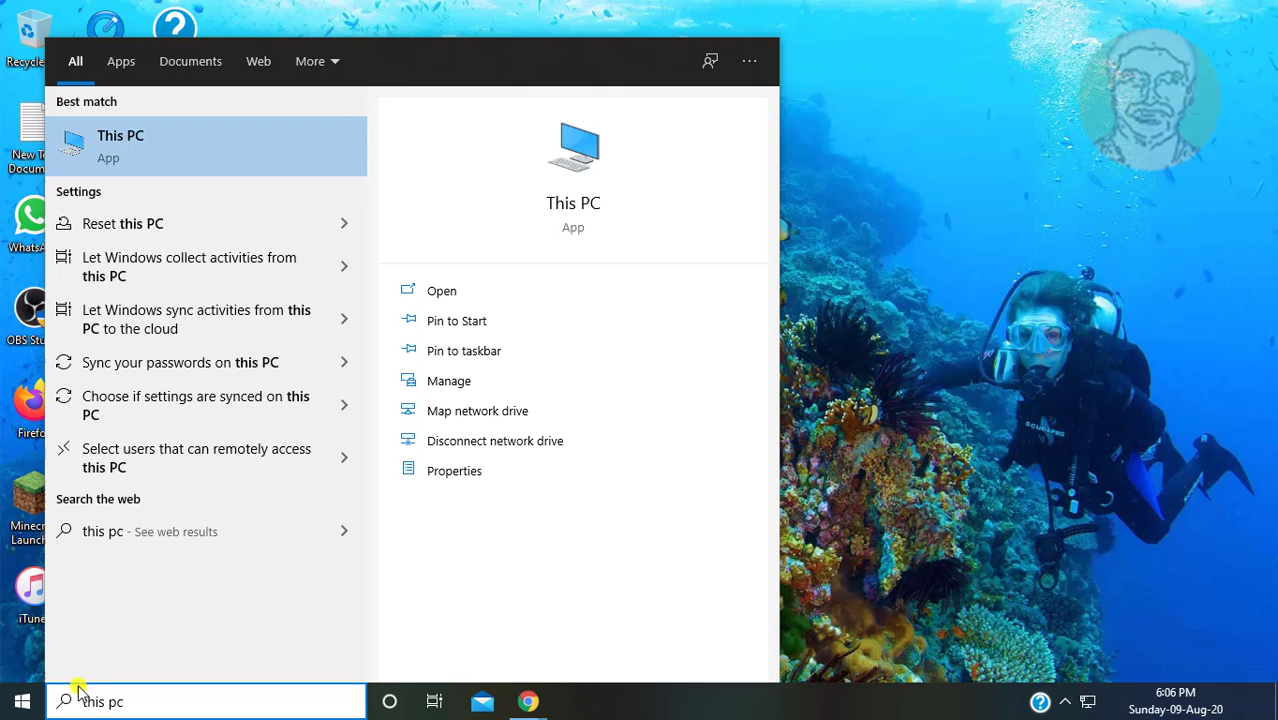 Recycle
New To
Docum
WhatsA
OBS Stu
Firefo
Minec
Launch
iTune
All Apps Documents Web More
Best match
This PC
App
Settings
Reset this PC
Let Windows collect activities from
this PC
Let Windows sync activities from this
PC to the cloud
Sync your passwords on this PC
Choose if settings are synced on this
PC
Select users that can remotely access
this PC
Search the web
this pc - See web results
This PC
App
Open
Pin to Start
Pin to taskbar
Manage
Map network drive
Disconnect network drive
Properties
SCUBAPRO
this pc
6:06 PM
Sunday-09-Aug-20